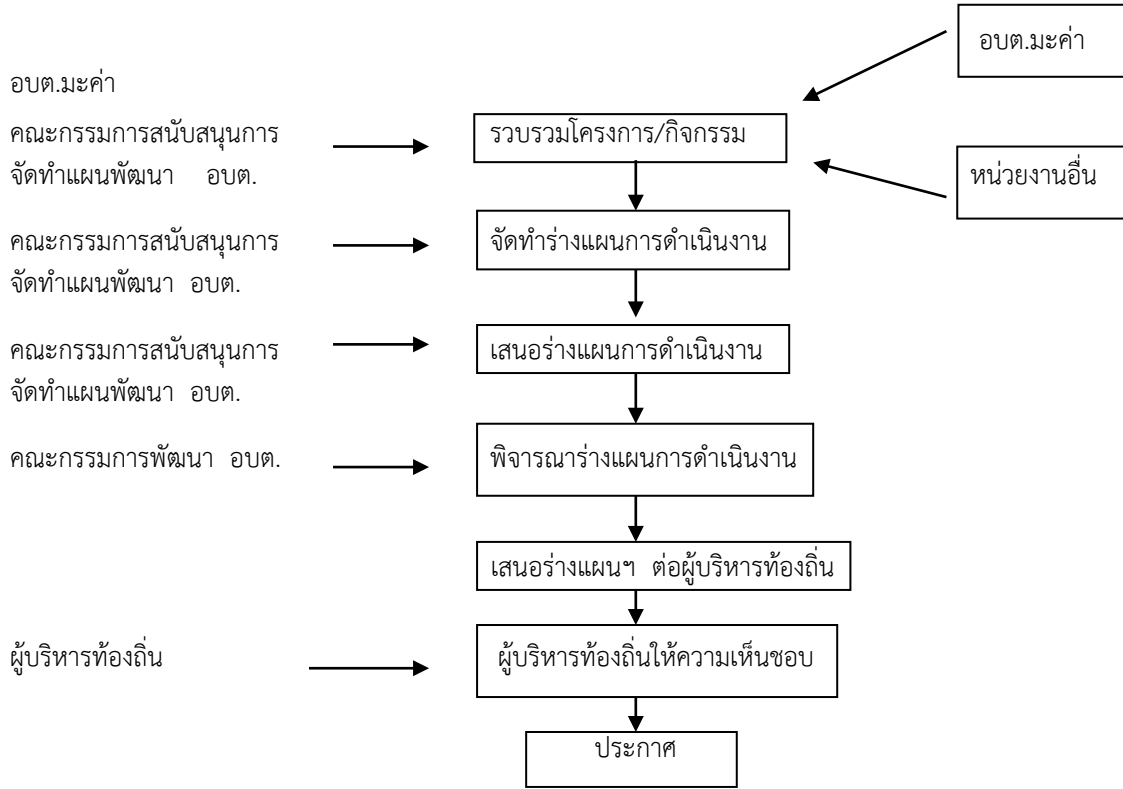 อบต.มะค่า
อบต.มะค่า
คณะกรรมการสนับสนุนการ
จัดทำแผนพัฒนา อบต.
รวบรวมโครงการ/กิจกรรม
หน่วยงานอื่น
คณะกรรมการสนับสนุนการ
จัดทำแผนพัฒนา อบต.
จัดทำร่างแผนการดำเนินงาน
คณะกรรมการสนับสนุนการ
จัดทำแผนพัฒนา อบต.
เสนอร่างแผนการดำเนินงาน
คณะกรรมการพัฒนา อบต.
พิจารณาร่างแผนการดำเนินงาน
เสนอร่างแผนฯ ต่อผู้บริหารท้องถิ่น
ผู้บริหารท้องถิ่น
ผู้บริหารท้องถิ่นให้ความเห็นชอบ
ประกาศ